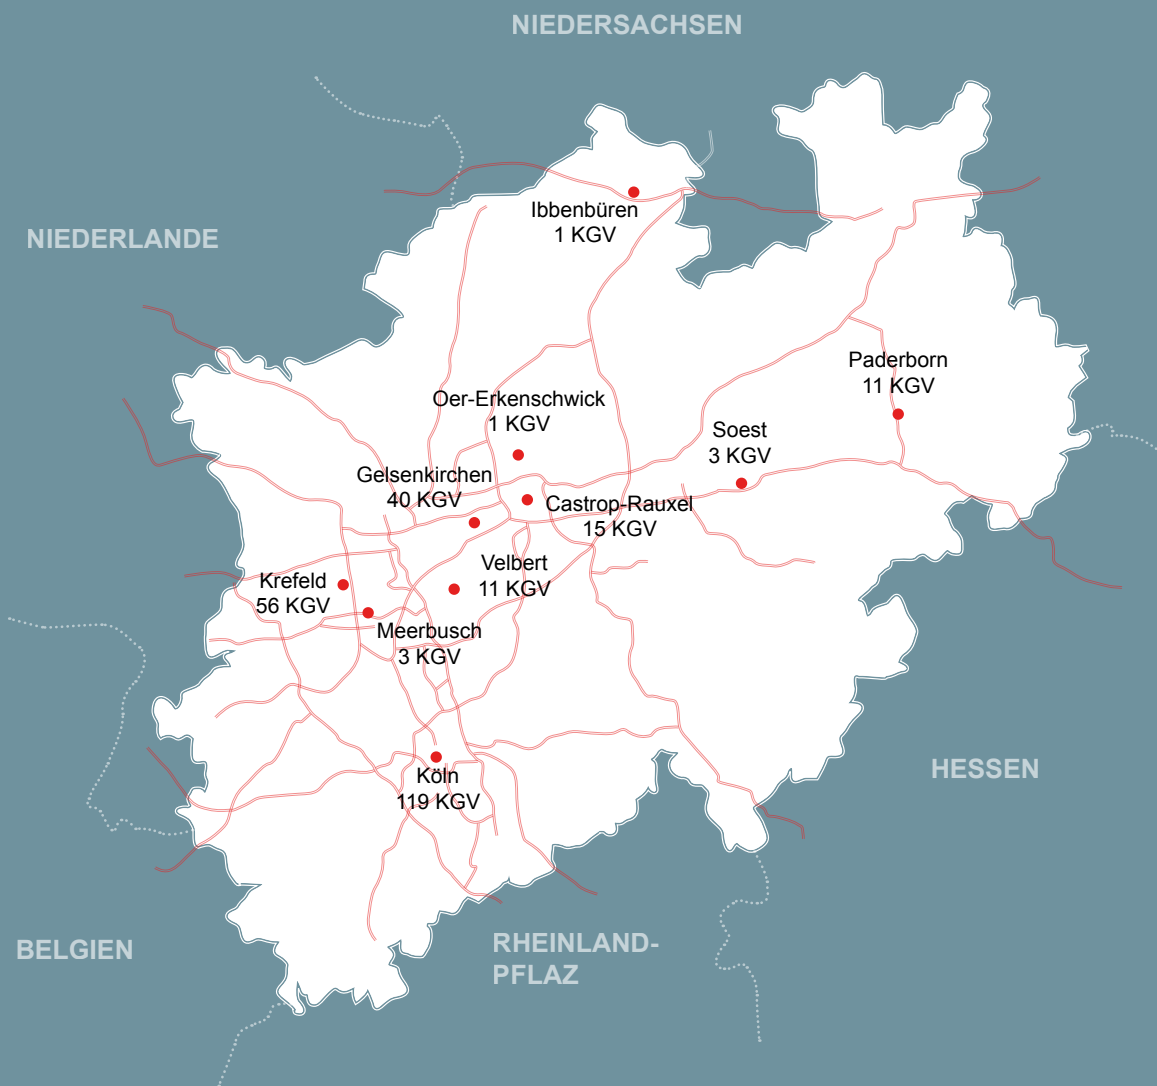 NIEDERSACHSEN
Ibbenbüren
1 KGV
NIEDERLANDE
Paderborn
11 KGV
Oer-Erkenschwick
1 KGV
Soest
3 KGV
Gelsenkirchen
40 KGV
Castrop-Rauxel
15 KGV
Velbert
11 KGV
Krefeld
56 KGV
Meerbusch
3 KGV
Köln
119 KGV
HESSEN
BELGIEN
RHEINLAND-
PFLAZ